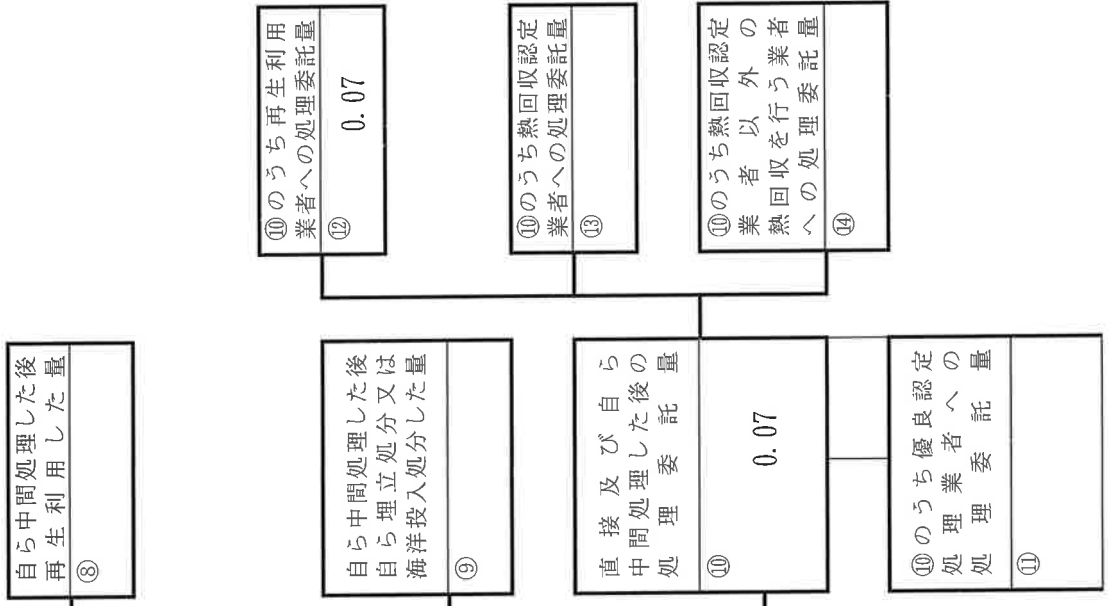 自ら中間処理した後
再生利用した量
⑧
自ら中間処理した後
自ら埋立処分又は
海洋投入処分した量
⑨
直接及び自ら
中間処理した後の
処理委託量
⑩
0.07
⑩のうち優良認定
処理業者への
処理委託量
⑪
⑩のうち再生利用
業者への処理委託量
⑫
0.07
⑩のうち熱回収認定
業者への処理委託量
⑬
⑩のうち熱回収認定
業者以外の
熱回収を行う業者
への処理委託量
⑭